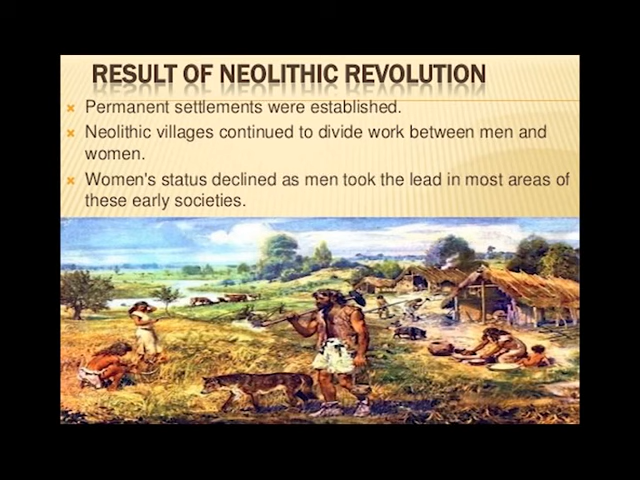 RESULT OF NEOLITHIC REVOLUTION
Permanent settlements were established.
Neolithic villages continued to divide work between men and
women.
Women's status declined as men took the lead in most areas of
these early societies.